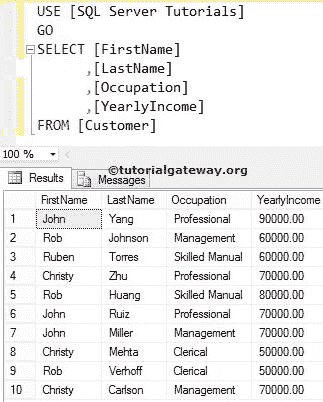 USE [SQL Server Tutorials]
GO
SELECT [FirstName]
,[LastName]
,[Occupation]
,[YearlyIncome]
FROM [Customer]
100 %
©tutorialgateway.org
Results Messages
FirstName LastName Occupation YearlyIncome
1 John Yang Professional 90000.00
2 Rob Johnson Management 60000.00
3 Ruben Torres Skilled Manual 60000.00
4 Christy Zhu Professional 70000.00
5 Rob Huang Skilled Manual 80000.00
6 John Ruiz Professional 70000.00
7 John Miller Management 70000.00
8 Christy Mehta Clerical 50000.00
9 Rob Verhoff Clerical 50000.00
10 Christy Carlson Management 70000.00